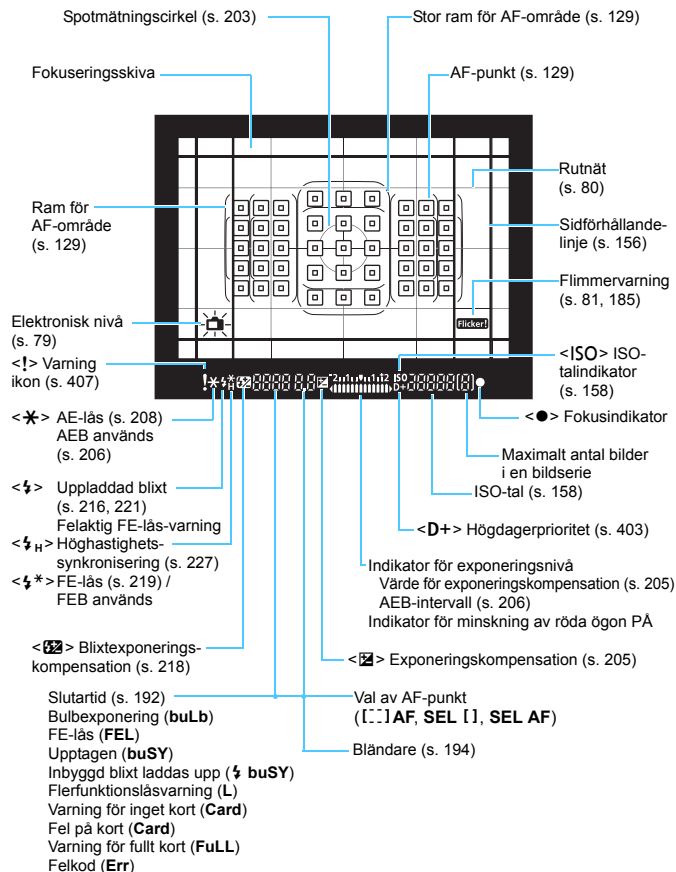 Spotmätningscirkel (s. 203)
Stor ram för AF-område (s. 129)
Fokuseringsskiva
AF-punkt (s. 129)
Rutnät
(s. 80)
Ram för
AF-område
(s. 129)
Sidförhållande-
linje (s. 156)
Flimmervarning
(s. 81, 185)
Flicker!
Elektronisk nivå
(s. 79)
<!> Varning
ikon (s. 407)
<ISO> ISO-
talindikator
(s. 158)
<✱> AE-lås (s. 208)
AEB används
(s. 206)
<●> Fokusindikator
Maximalt antal bilder
i en bildserie
ISO-tal (s. 158)
<⚡> Uppladdad blixt
(s. 216, 221)
Felaktig FE-lås-varning
<D+> Högdagerprioritet (s. 403)
<⚡H> Höghastighets-
synkronisering (s. 227)
<⚡*> FE-lås (s. 219) /
FEB används
Indikator för exponeringsnivå
Värde för exponeringskompensation (s. 205)
AEB-intervall (s. 206)
Indikator för minskning av röda ögon PÅ
< > Blixtexponerings-
kompensation (s. 218)
< > Exponeringskompensation (s. 205)
Slutartid (s. 192)
Bulbexponering (buLb)
FE-lås (FEL)
Upptagen (buSY)
Inbyggd blixt laddas upp (⚡ buSY)
Flerfunktionslåsvarning (L)
Varning för inget kort (Card)
Fel på kort (Card)
Varning för fullt kort (FuLL)
Felkod (Err)
Val av AF-punkt
([ ] AF, SEL [ ], SEL AF)
Bländare (s. 194)